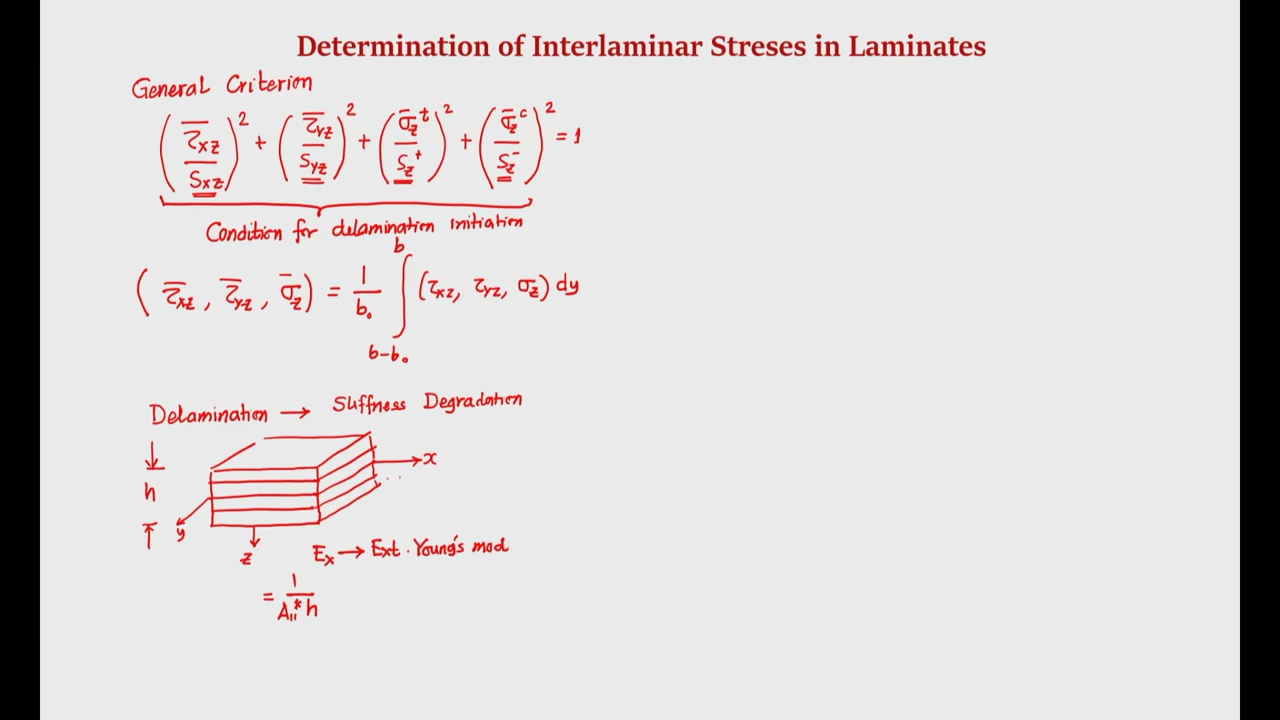 Determination of Interlaminar Streses in Laminates
General Criterion
(τ̅xz / Sxz)² + (τ̅yz / Syz)² + (σ̅z^t / Sz⁺)² + (σ̅z^c / Sz⁻)² = 1
Condition for delamination initiation
(τ̅xz, τ̅yz, σ̅z) = 1/b₀ ∫_{b-b₀}^{b} (τxz, τyz, σz) dy
Delamination → Stiffness Degradation
x
h
y
z
Ex → Ext. Young's mod
= 1 / A₁₁* h